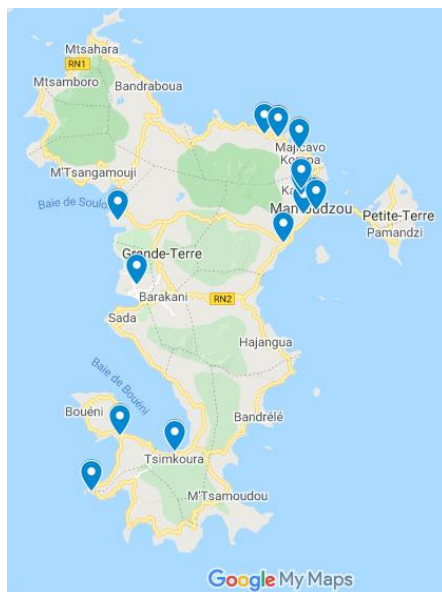 Mtsahara
RN1
Mtsamboro
Bandraboua
Majicavo
Koropa
M'Tsangamouji
Baie de Soulou
Mamoudzou
Petite-Terre
Pamandzi
Grande-Terre
Barakani
RN2
Sada
Hajangua
Baie de Bouéni
Bouéni
Bandrélé
Tsimkoura
M'Tsamoudou
Google My Maps